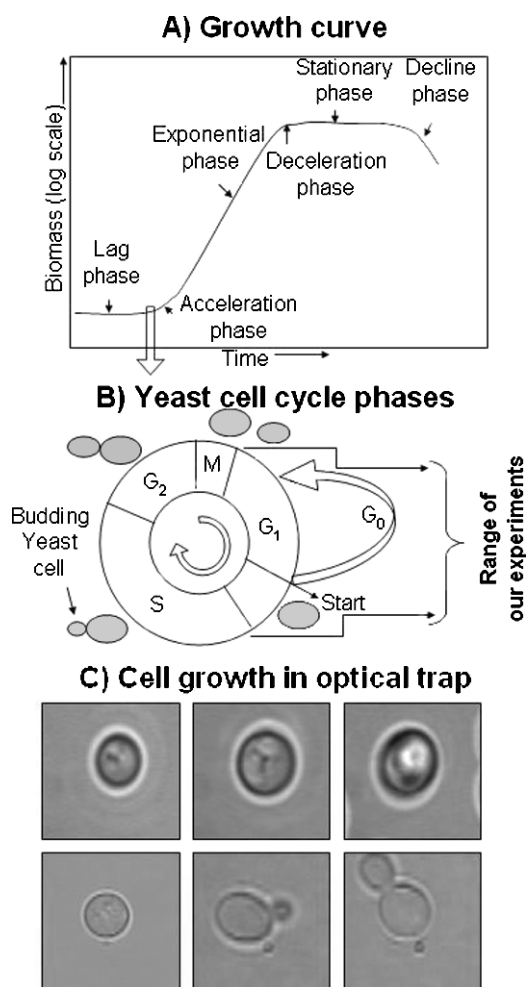 A) Growth curve
Biomass (log scale)
Stationary
phase
Decline
phase
Exponential
phase
Deceleration
phase
Lag
phase
Acceleration
phase
Time
B) Yeast cell cycle phases
M
G2
G1
G0
S
Budding
Yeast
cell
Start
Range of
our experiments
C) Cell growth in optical trap